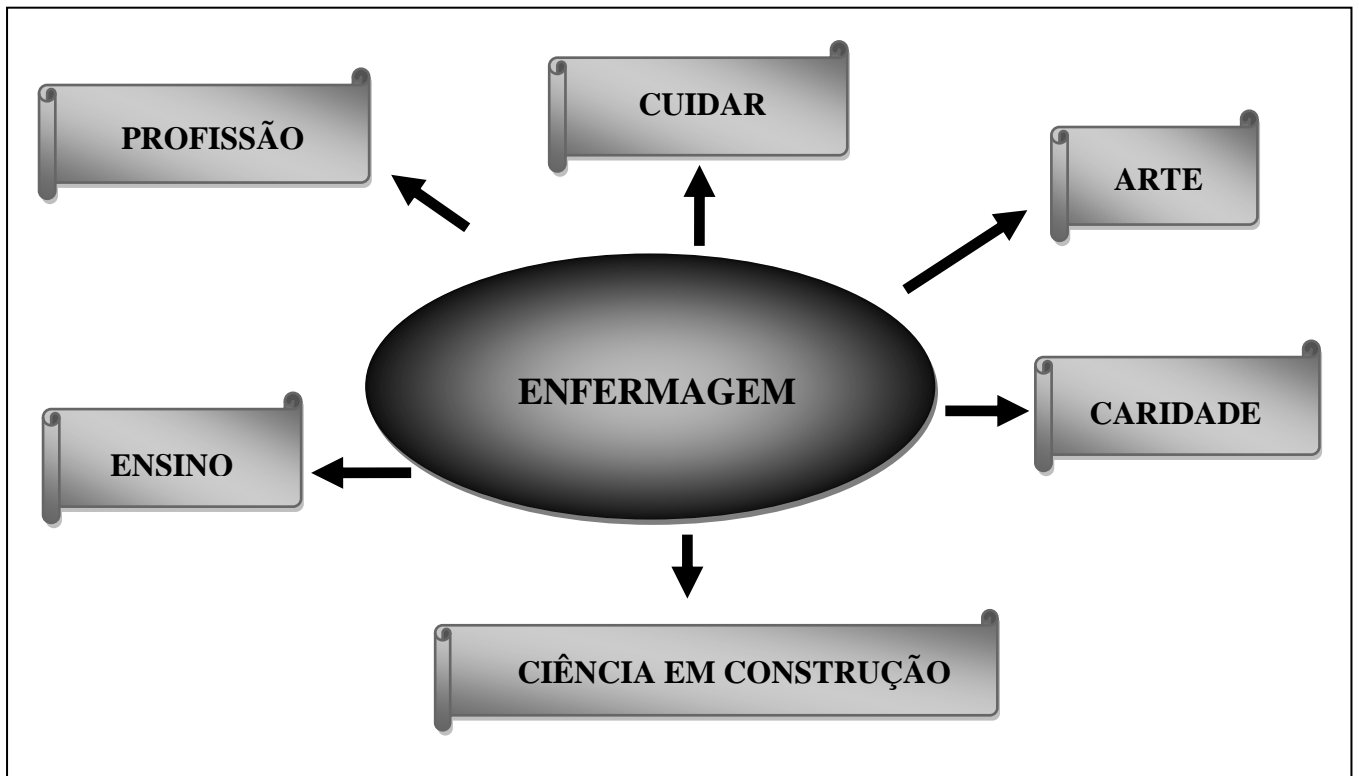 PROFISSÃO
CUIDAR
ARTE
ENFERMAGEM
CARIDADE
ENSINO
CIÊNCIA EM CONSTRUÇÃO